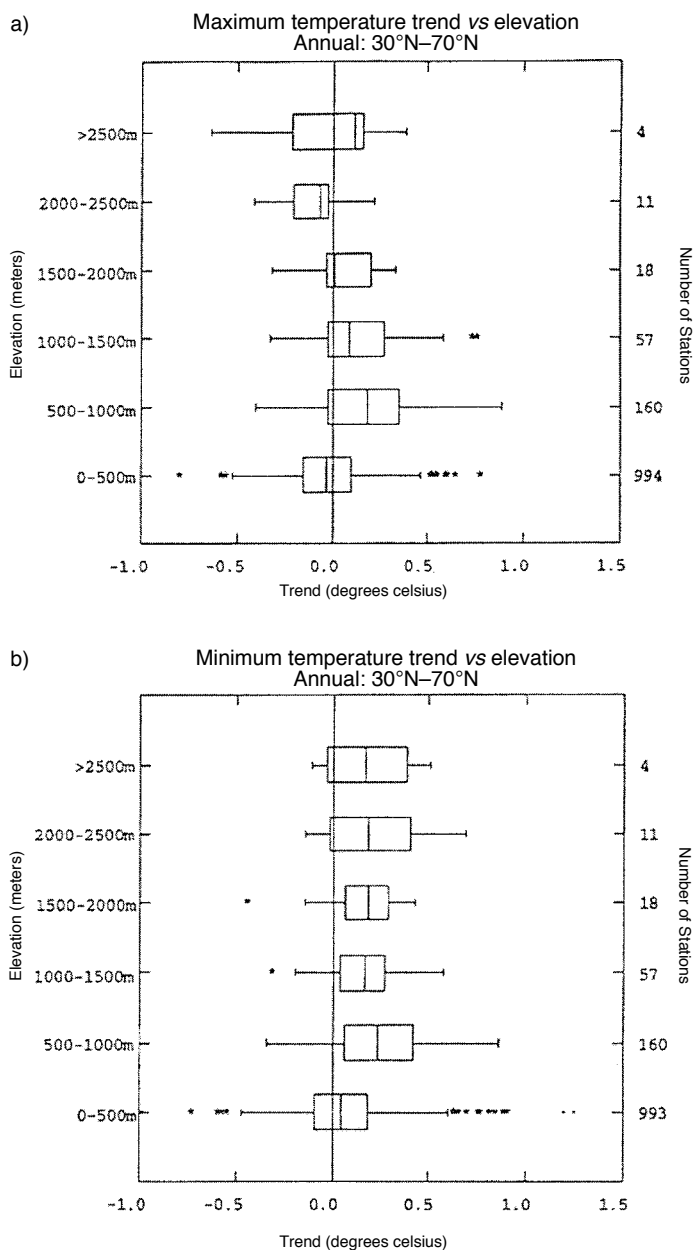 a)
Maximum temperature trend vs elevation
Annual: 30°N–70°N
Elevation (meters)
>2500m
2000-2500m
1500-2000m
1000-1500m
500-1000m
0-500m
4
11
18
57
160
994
Number of Stations
-1.0 -0.5 0.0 0.5 1.0 1.5
Trend (degrees celsius)
b)
Minimum temperature trend vs elevation
Annual: 30°N–70°N
Elevation (meters)
>2500m
2000-2500m
1500-2000m
1000-1500m
500-1000m
0-500m
4
11
18
57
160
993
Number of Stations
-1.0 -0.5 0.0 0.5 1.0 1.5
Trend (degrees celsius)